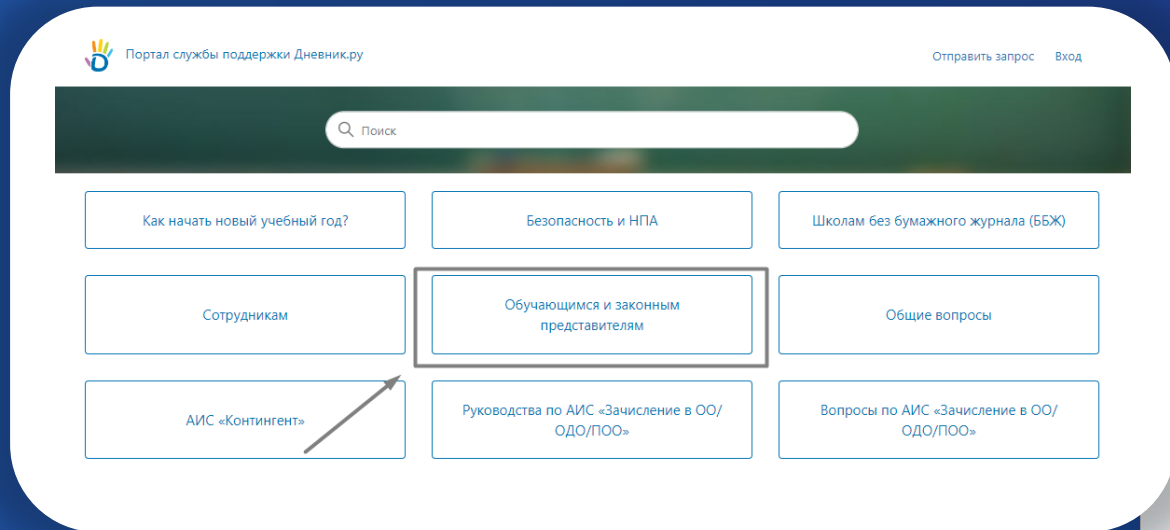 Портал службы поддержки Дневник.ру
Отправить запрос Вход
Поиск
Как начать новый учебный год?
Безопасность и НПА
Школам без бумажного журнала (ББЖ)
Сотрудникам
Обучающимся и законным
представителям
Общие вопросы
АИС «Контингент»
Руководства по АИС «Зачисление в ОО/
ОДО/ПОО»
Вопросы по АИС «Зачисление в ОО/
ОДО/ПОО»